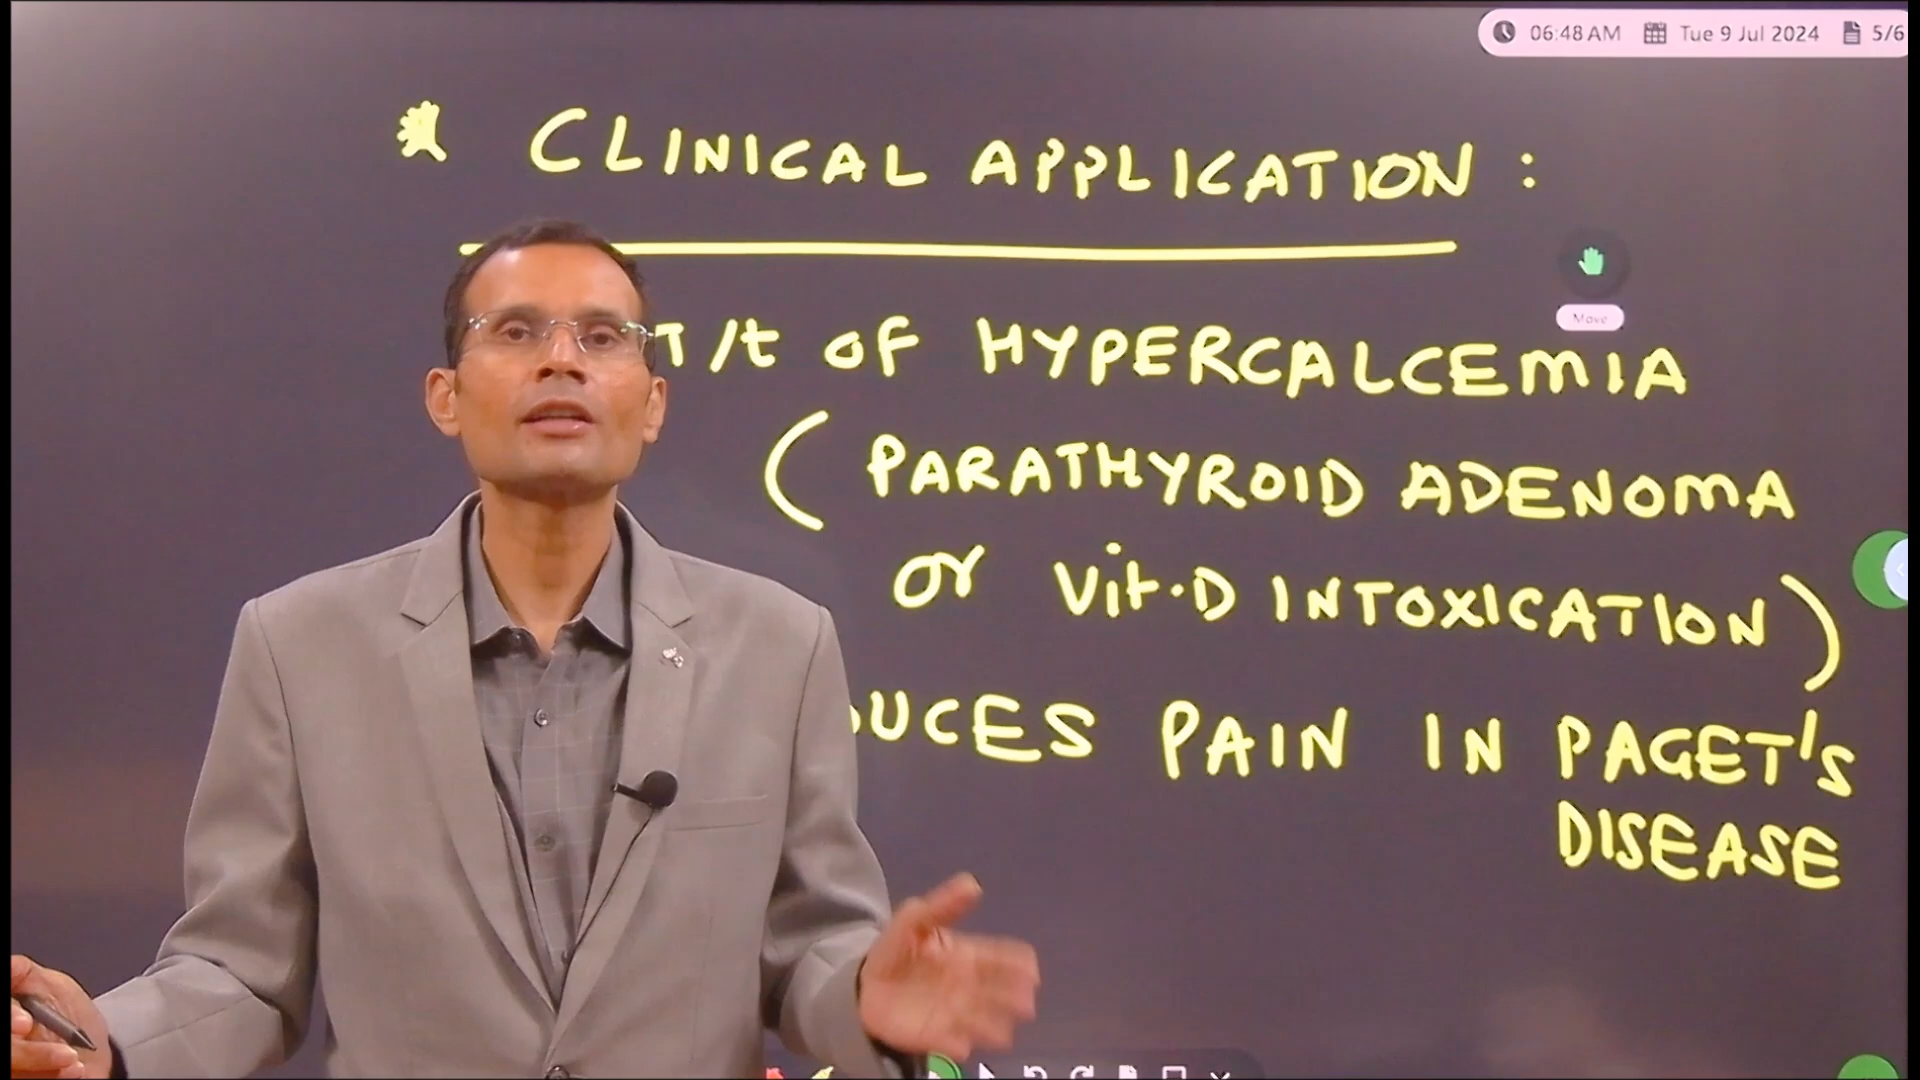 06:48 AM Tue 9 Jul 2024 5/6
* CLINICAL APPLICATION :
Move
T/t OF HYPERCALCEMIA
( PARATHYROID ADENOMA
or Vit.D INTOXICATION )
DUCES PAIN IN PAGET'S
DISEASE